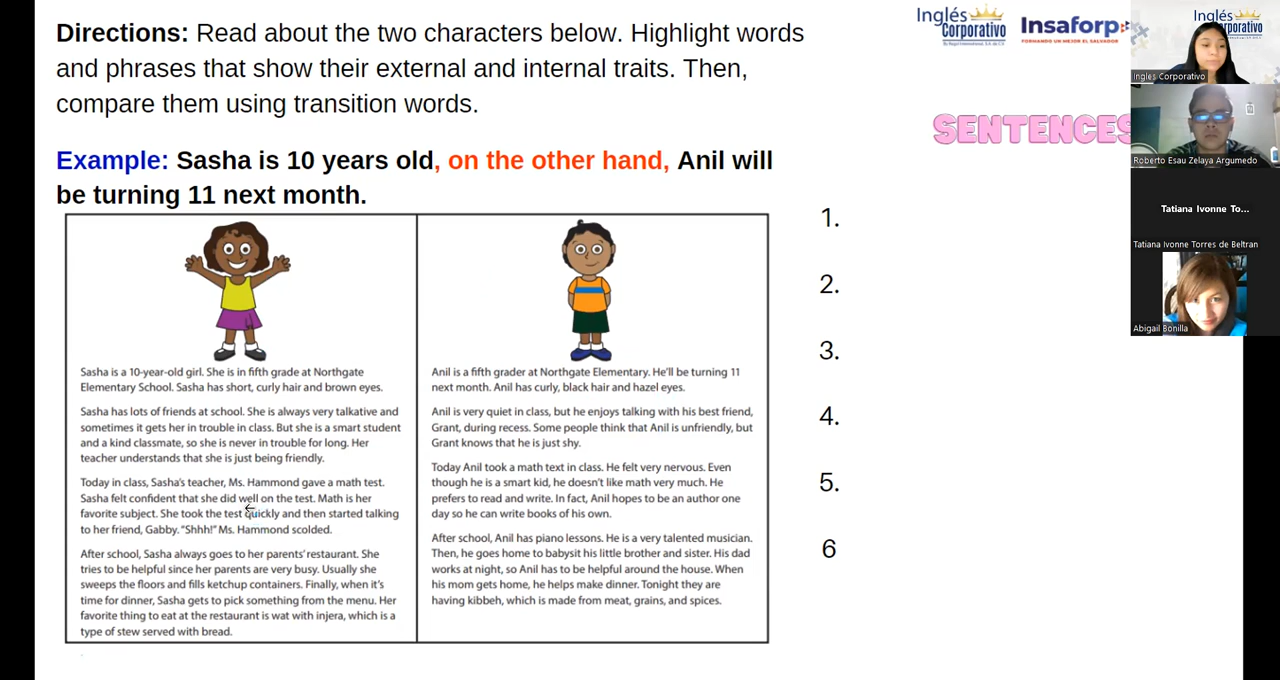 Directions: Read about the two characters below. Highlight words
and phrases that show their external and internal traits. Then,
compare them using transition words.
Example: Sasha is 10 years old, on the other hand, Anil will
be turning 11 next month.
Sasha is a 10-year-old girl. She is in fifth grade at Northgate
Elementary School. Sasha has short, curly hair and brown eyes.
Sasha has lots of friends at school. She is always very talkative and
sometimes it gets her in trouble in class. But she is a smart student
and a kind classmate, so she is never in trouble for long. Her
teacher understands that she is just being friendly.
Today in class, Sasha's teacher, Ms. Hammond gave a math test.
Sasha felt confident that she did well on the test. Math is her
favorite subject. She took the test quickly and then started talking
to her friend, Gabby. "Shhh!" Ms. Hammond scolded.
After school, Sasha always goes to her parents' restaurant. She
tries to be helpful since her parents are very busy. Usually she
sweeps the floors and fills ketchup containers. Finally, when it's
time for dinner, Sasha gets to pick something from the menu. Her
favorite thing to eat at the restaurant is wat with injera, which is a
type of stew served with bread.
Anil is a fifth grader at Northgate Elementary. He'll be turning 11
next month. Anil has curly, black hair and hazel eyes.
Anil is very quiet in class, but he enjoys talking with his best friend,
Grant, during recess. Some people think that Anil is unfriendly, but
Grant knows that he is just shy.
Today Anil took a math text in class. He felt very nervous. Even
though he is a smart kid, he doesn't like math very much. He
prefers to read and write. In fact, Anil hopes to be an author one
day so he can write books of his own.
After school, Anil has piano lessons. He is a very talented musician.
Then, he goes home to babysit his little brother and sister. His dad
works at night, so Anil has to be helpful around the house. When
his mom gets home, he helps make dinner. Tonight they are
having kibbeh, which is made from meat, grains, and spices.
Inglés
Corporativo
Insaforp
FORMANDO UN MEJOR EL SALVADOR
SENTENCES
1.
2.
3.
4.
5.
6
Inglés
Corporativo
Ingles Corporativo
Roberto Esau Zelaya Argumedo
Tatiana Ivonne To...
Tatiana Ivonne Torres de Beltran
Abigail Bonilla